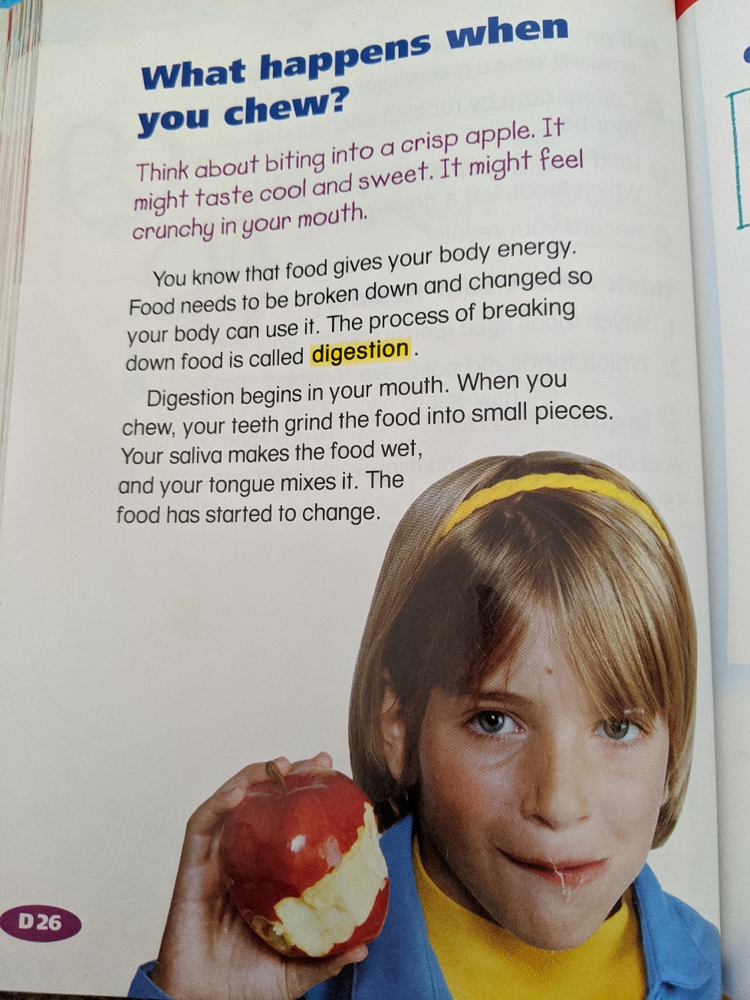 What happens when
you chew?
Think about biting into a crisp apple. It
might taste cool and sweet. It might feel
crunchy in your mouth.
You know that food gives your body energy.
Food needs to be broken down and changed so
your body can use it. The process of breaking
down food is called digestion.
Digestion begins in your mouth. When you
chew, your teeth grind the food into small pieces.
Your saliva makes the food wet,
and your tongue mixes it. The
food has started to change.
D 26